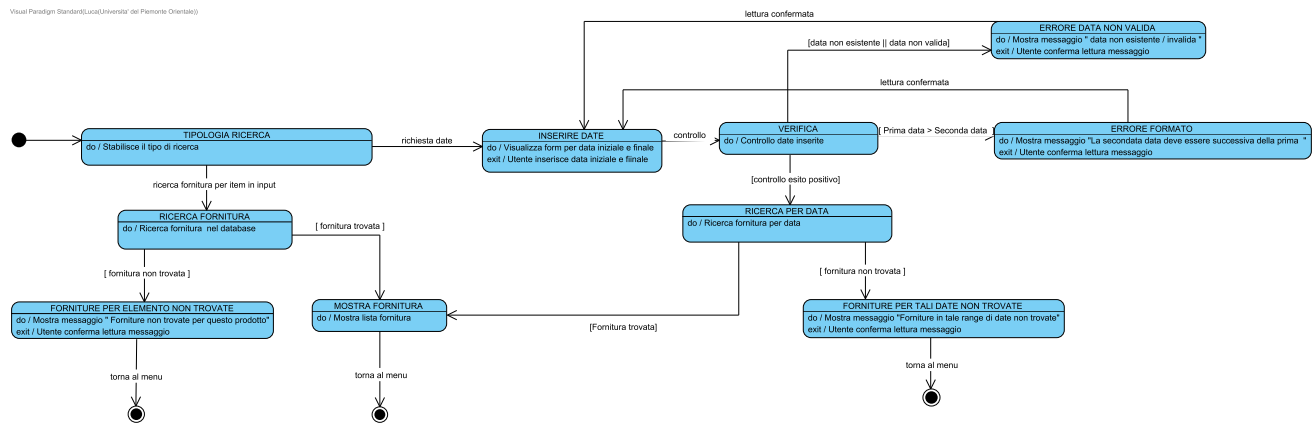 Visual Paradigm Standard(Luca(Universita' del Piemonte Orientale))
lettura confermata
ERRORE DATA NON VALIDA
do / Mostra messaggio " data non esistente / invalida "
exit / Utente conferma lettura messaggio
[data non esistente || data non valida]
lettura confermata
TIPOLOGIA RICERCA
do / Stabilisce il tipo di ricerca
richiesta date
INSERIRE DATE
do / Visualizza form per data iniziale e finale
exit / Utente inserisce data iniziale e fiinale
controllo
VERIFICA
do / Controllo date inserite
[ Prima data > Seconda data ]
ERRORE FORMATO
do / Mostra messaggio "La secondata data deve essere successiva della prima "
exit / Utente conferma lettura messaggio
ricerca fornitura per item in input
[controllo esito positivo]
RICERCA FORNITURA
do / Ricerca fornitura nel database
[ fornitura trovata ]
RICERCA PER DATA
do / Ricerca fornitura per data
[ fornitura non trovata ]
[ fornitura non trovata ]
FORNITURE PER ELEMENTO NON TROVATE
do / Mostra messaggio " Forniture non trovate per questo prodotto"
exit / Utente conferma lettura messaggio
MOSTRA FORNITURA
do / Mostra lista fornitura
[Fornitura trovata]
FORNITURE PER TALI DATE NON TROVATE
do / Mostra messaggio "Forniture in tale range di date non trovate"
exit / Utente conferma lettura messaggio
torna al menu
torna al menu
torna al menu